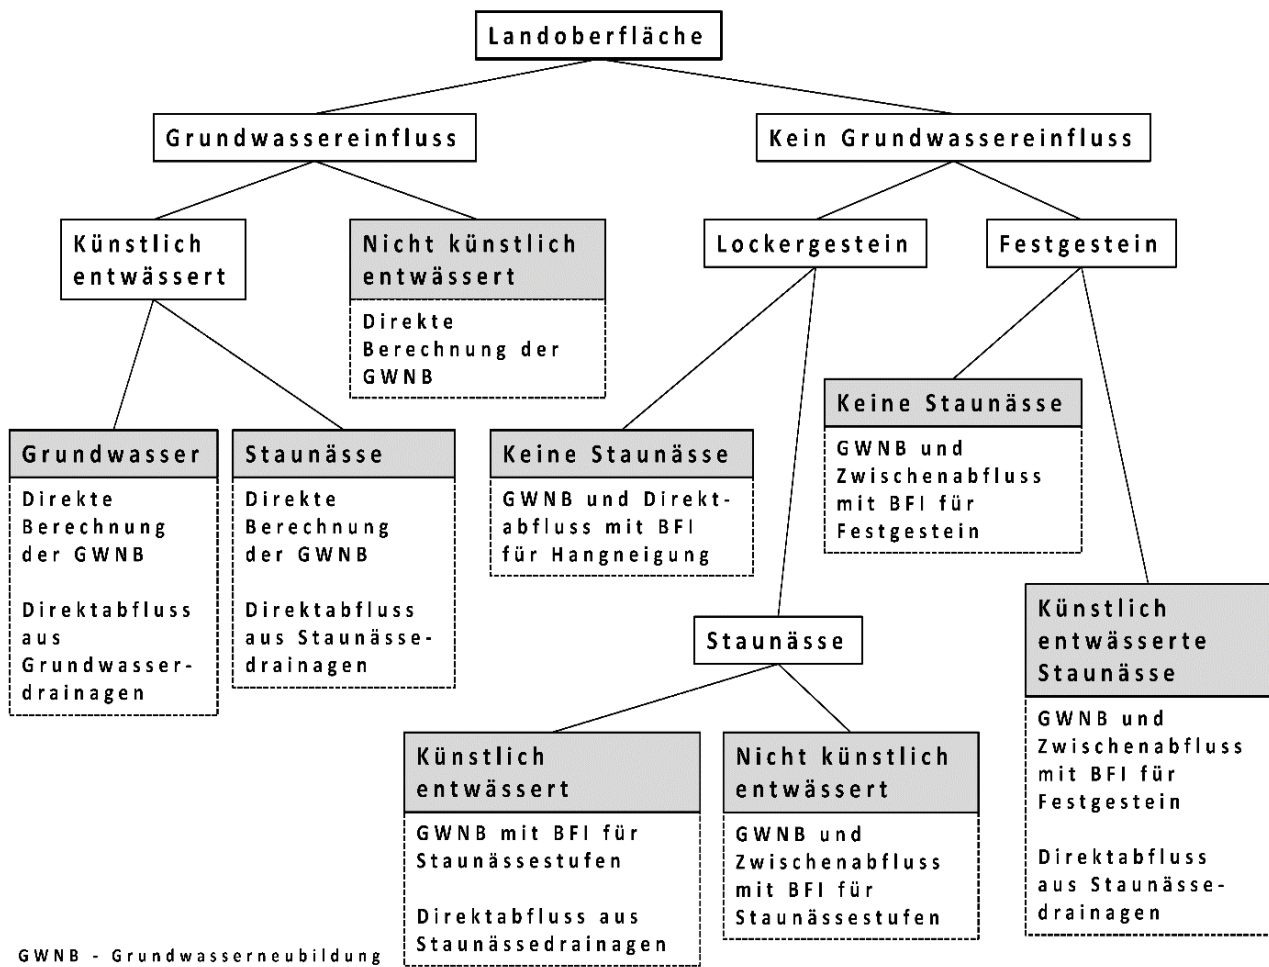 Landoberfläche
Grundwassereinfluss
Kein Grundwassereinfluss
Künstlich
entwässert
Nicht künstlich
entwässert
Direkte
Berechnung der
GWNB
Lockergestein
Festgestein
Grundwasser
Direkte
Berechnung
der GWNB
Direktabfluss
aus
Grundwasser-
drainagen
Staunässe
Direkte
Berechnung
der GWNB
Direktabfluss
aus Staunässe-
drainagen
Keine Staunässe
GWNB und Direkt-
abfluss mit BFI
für Hangneigung
Keine Staunässe
GWNB und
Zwischenabfluss
mit BFI für
Festgestein
Staunässe
Künstlich
entwässert
GWNB mit BFI für
Staunässestufen
Direktabfluss aus
Staunässedrainagen
Nicht künstlich
entwässert
GWNB und
Zwischenabfluss
mit BFI für
Staunässestufen
Künstlich
entwässerte
Staunässe
GWNB und
Zwischenabfluss
mit BFI für
Festgestein
Direktabfluss
aus Staunässe-
drainagen
GWNB - Grundwasserneubildung